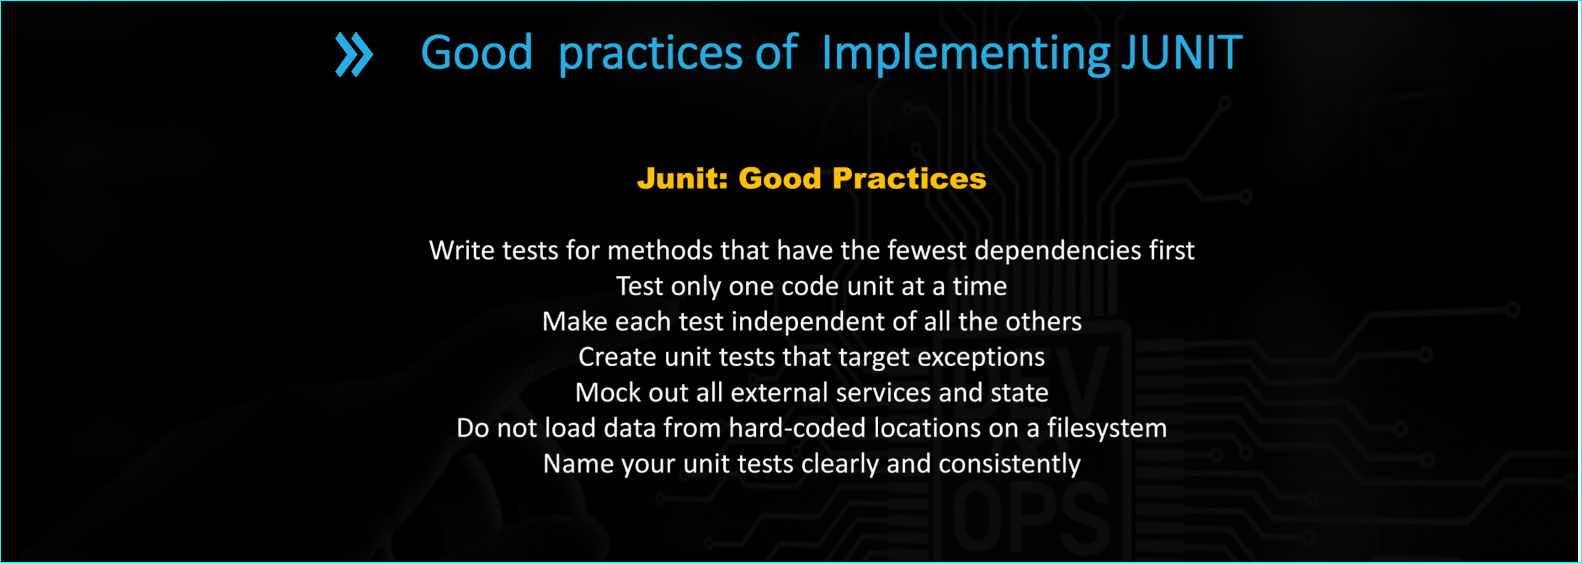 Good practices of Implementing JUNIT
Junit: Good Practices
Write tests for methods that have the fewest dependencies first
Test only one code unit at a time
Make each test independent of all the others
Create unit tests that target exceptions
Mock out all external services and state
Do not load data from hard-coded locations on a filesystem
Name your unit tests clearly and consistently
DEV
OPS